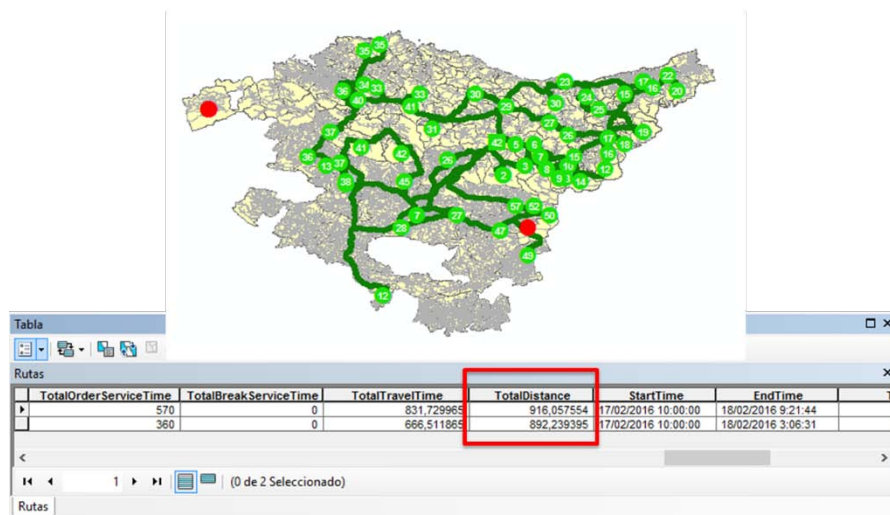 35 35
22
23 17
34 33 16
36 33 30 24 15 20
40 41 29 30 25
37 31 27 26 17 19
41 42 5 6 18
36 13 37 42 26 3 7 15 16
38 45 2 8 10 12
9 3 14
57 52
7 27 50
28 47
49
12
Tabla
Rutas
TotalOrderServiceTime TotalBreakServiceTime TotalTravelTime TotalDistance StartTime EndTime T
570 0 831,729965 916,057554 17/02/2016 10:00:00 18/02/2016 9:21:44
360 0 666,511865 892,239395 17/02/2016 10:00:00 18/02/2016 3:06:31
1 (0 de 2 Seleccionado)
Rutas